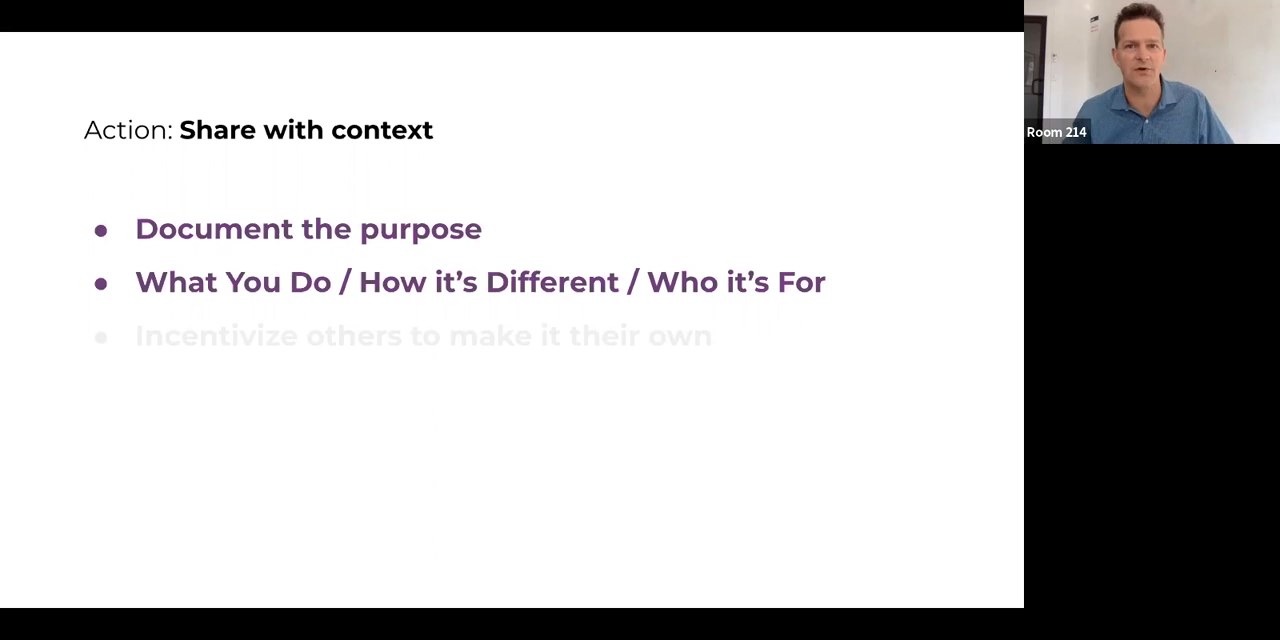 Action: Share with context
● Document the purpose
● What You Do / How it’s Different / Who it’s For
● Incentivize others to make it their own
Room 214